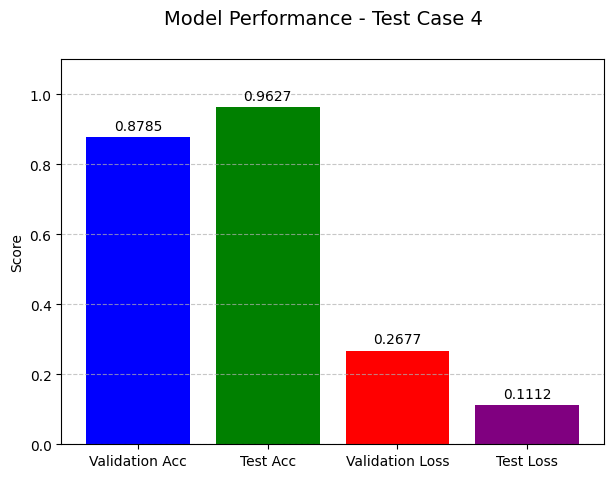 Model Performance - Test Case 4
Score
1.0
0.8
0.6
0.4
0.2
0.0
0.8785
0.9627
0.2677
0.1112
Validation Acc
Test Acc
Validation Loss
Test Loss